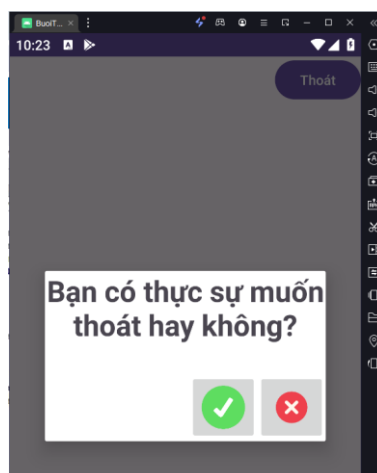 BuoiT...
10:23
Thoát
Bạn có thực sự muốn
thoát hay không?